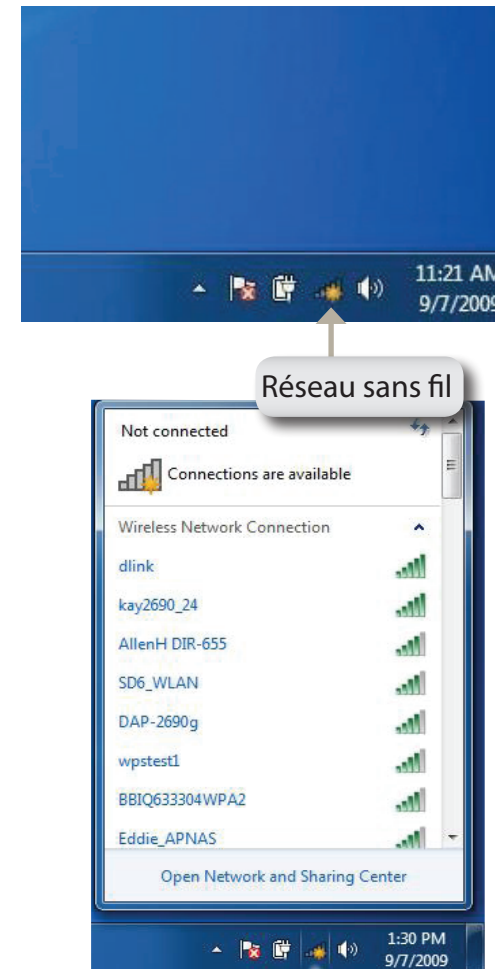 11:21 AM
9/7/2009
Réseau sans fil
Not connected
Connections are available
Wireless Network Connection
dlink
kay2690_24
AllenH DIR-655
SD6_WLAN
DAP-2690g
wpstest1
BBIQ633304WPA2
Eddie_APNAS
Open Network and Sharing Center
1:30 PM
9/7/2009